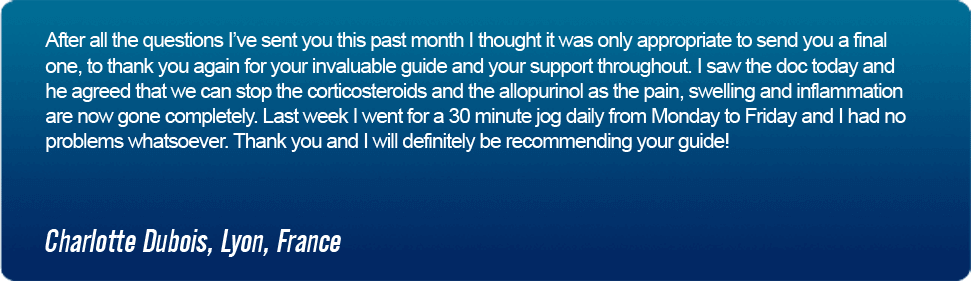 After all the questions I've sent you this past month I thought it was only appropriate to send you a final
one, to thank you again for your invaluable guide and your support throughout. I saw the doc today and
he agreed that we can stop the corticosteroids and the allopurinol as the pain, swelling and inflammation
are now gone completely. Last week I went for a 30 minute jog daily from Monday to Friday and I had no
problems whatsoever. Thank you and I will definitely be recommending your guide!
Charlotte Dubois, Lyon, France